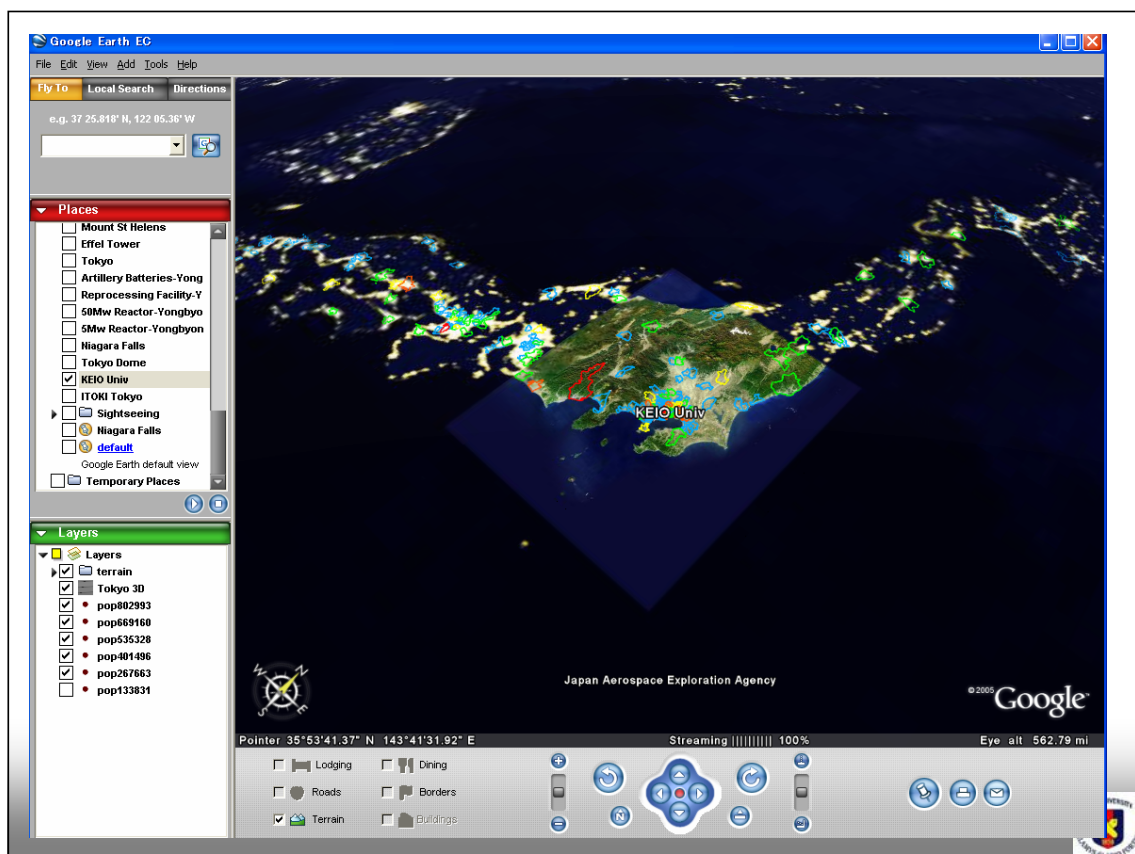 Google Earth EC
File Edit View Add Tools Help
Fly To Local Search Directions
e.g. 37 25.818' N, 122 05.36' W
Places
Mount St Helens
Effel Tower
Tokyo
Artillery Batteries-Yong
Reprocessing Facility-Y
50Mw Reactor-Yongbyo
5Mw Reactor-Yongbyon
Niagara Falls
Tokyo Dome
KEIO Univ
ITOKI Tokyo
Sightseeing
Niagara Falls
default
Google Earth default view
Temporary Places
Layers
Layers
terrain
Tokyo 3D
pop802993
pop669160
pop535328
pop401496
pop267663
pop133831
KEIO Univ
N
W
E
S
Japan Aerospace Exploration Agency
©2005 Google
Pointer 35°53'41.37" N 143°41'31.92" E Streaming |||||||||| 100% Eye alt 562.79 mi
Lodging Dining
Roads Borders
Terrain Buildings
N